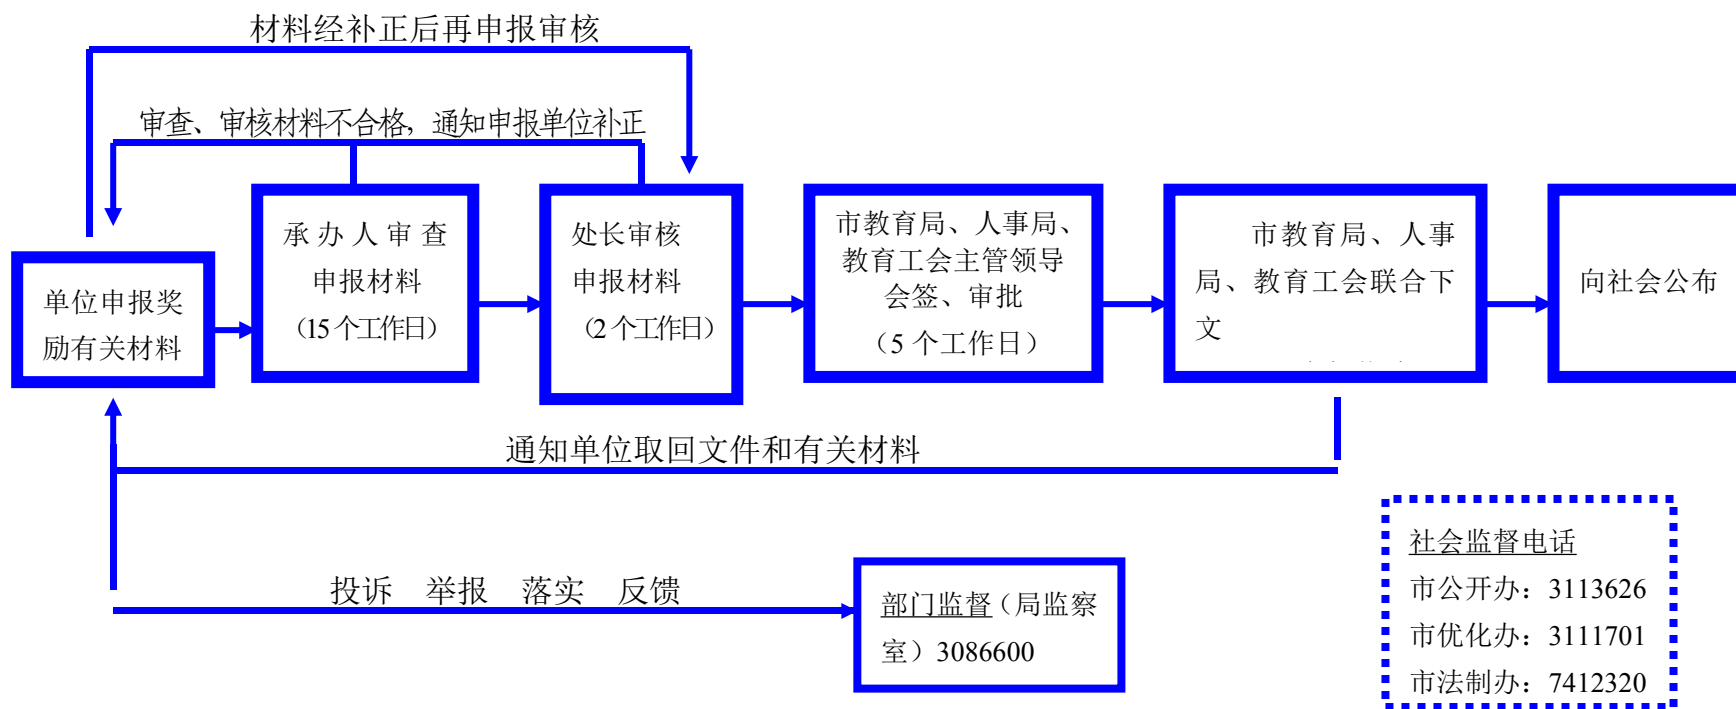 材料经补正后再申报审核
审查、审核材料不合格，通知申报单位补正
单位申报奖
励有关材料
承办人审查
申报材料
（15个工作日）
处长审核
申报材料
（2个工作日）
市教育局、人事局、
教育工会主管领导
会签、审批
（5个工作日）
市教育局、人事
局、教育工会联合下
文
向社会公布
通知单位取回文件和有关材料
投诉 举报 落实 反馈
部门监督（局监察
室）3086600
社会监督电话
市公开办：3113626
市优化办：3111701
市法制办：7412320